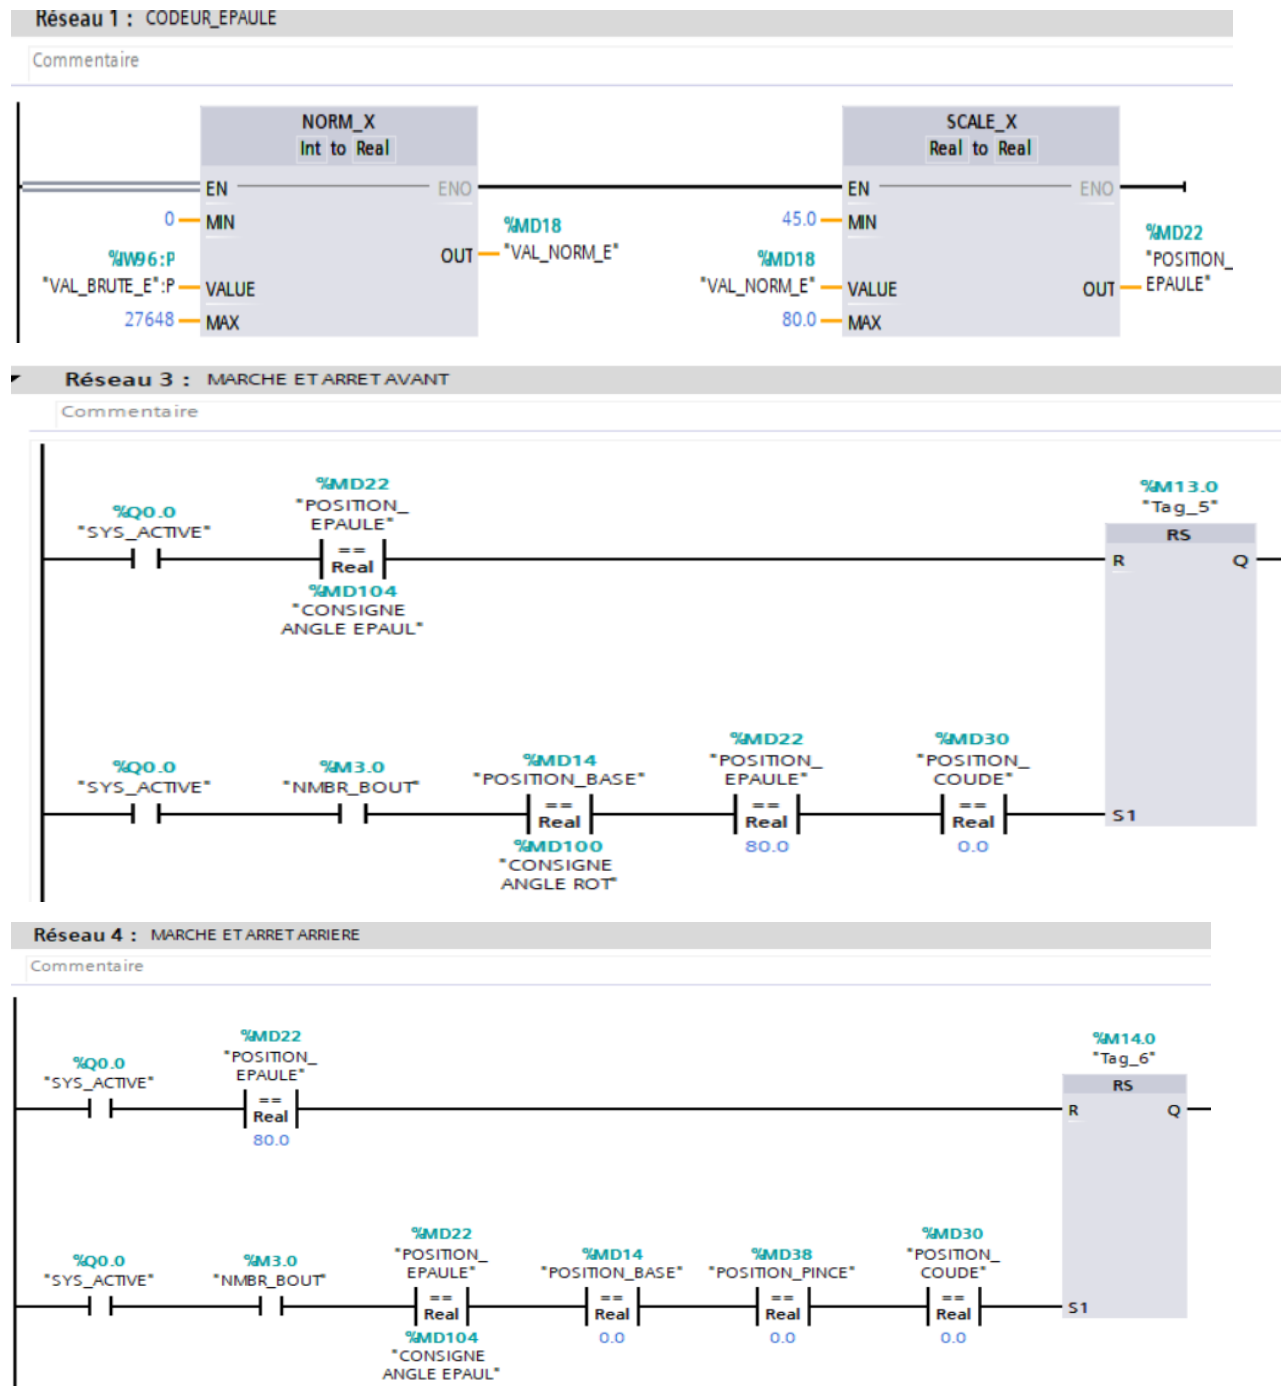 Réseau 1 : CODEUR_EPAULE
Commentaire
NORM_X
Int to Real
EN
ENO
0
MIN
%IW96:P
"VAL_BRUTE_E":P
VALUE
27648
MAX
%MD18
OUT
"VAL_NORM_E"
SCALE_X
Real to Real
EN
ENO
45.0
MIN
%MD18
"VAL_NORM_E"
VALUE
80.0
MAX
%MD22
"POSITION_
OUT
EPAULE"
Réseau 3 : MARCHE ET ARRET AVANT
Commentaire
%Q0.0
"SYS_ACTIVE"
%MD22
"POSITION_
EPAULE"
==
Real
%MD104
"CONSIGNE
ANGLE EPAUL"
%M13.0
"Tag_5"
RS
R
Q
%Q0.0
"SYS_ACTIVE"
%M3.0
"NMBR_BOUT"
%MD14
"POSITION_BASE"
==
Real
%MD100
"CONSIGNE
ANGLE ROT"
%MD22
"POSITION_
EPAULE"
==
Real
80.0
%MD30
"POSITION_
COUDE"
==
Real
0.0
S1
Réseau 4 : MARCHE ET ARRET ARRIERE
Commentaire
%Q0.0
"SYS_ACTIVE"
%MD22
"POSITION_
EPAULE"
==
Real
80.0
%M14.0
"Tag_6"
RS
R
Q
%Q0.0
"SYS_ACTIVE"
%M3.0
"NMBR_BOUT"
%MD22
"POSITION_
EPAULE"
==
Real
%MD104
"CONSIGNE
ANGLE EPAUL"
%MD14
"POSITION_BASE"
==
Real
0.0
%MD38
"POSITION_PINCE"
==
Real
0.0
%MD30
"POSITION_
COUDE"
==
Real
0.0
S1